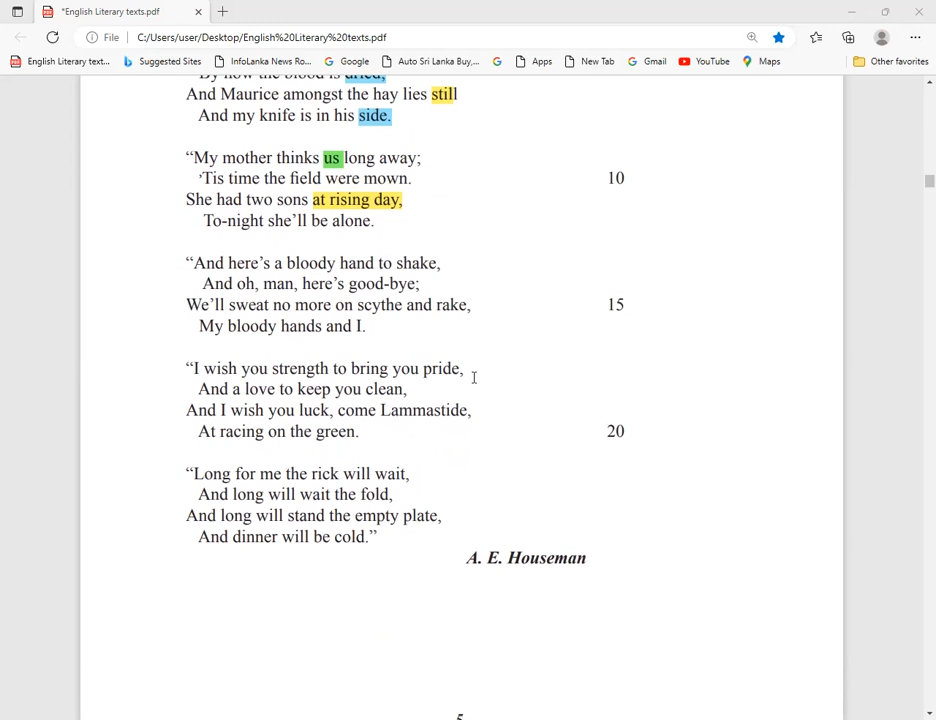 *English Literary texts.pdf
File
C:/Users/user/Desktop/English%20Literary%20texts.pdf
English Literary text...
Suggested Sites
InfoLanka News Ro...
Google
Auto Sri Lanka Buy,...
Apps
New Tab
Gmail
YouTube
Maps
Other favorites
By now the blood is dried;
And Maurice amongst the hay lies still
And my knife is in his side.
“My mother thinks us long away;
’Tis time the field were mown. 10
She had two sons at rising day,
To-night she’ll be alone.
“And here’s a bloody hand to shake,
And oh, man, here’s good-bye;
We’ll sweat no more on scythe and rake, 15
My bloody hands and I.
“I wish you strength to bring you pride,
And a love to keep you clean,
And I wish you luck, come Lammastide,
At racing on the green. 20
“Long for me the rick will wait,
And long will wait the fold,
And long will stand the empty plate,
And dinner will be cold.”
A. E. Houseman
5